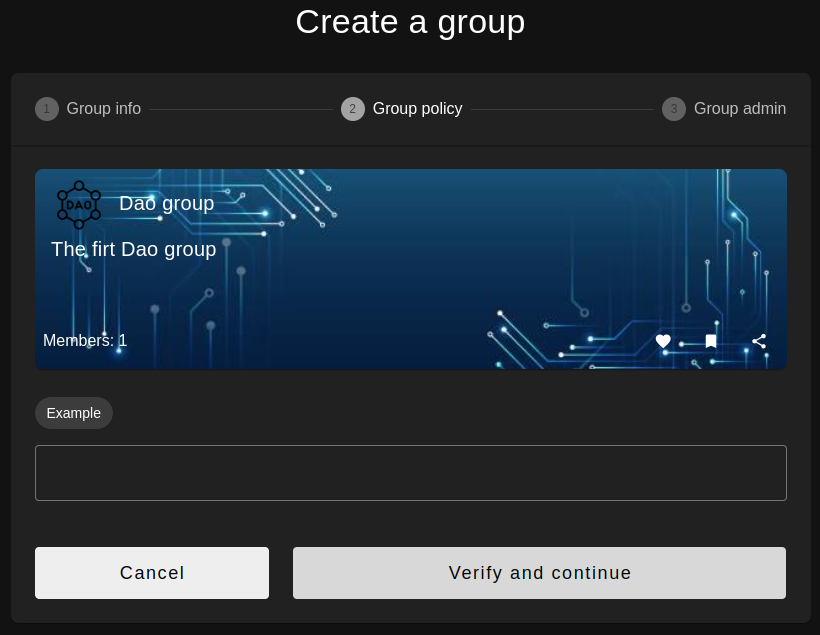 Create a group
1 Group info
2 Group policy
3 Group admin
DAO
Dao group
The firt Dao group
Members: 1
Example
Cancel
Verify and continue